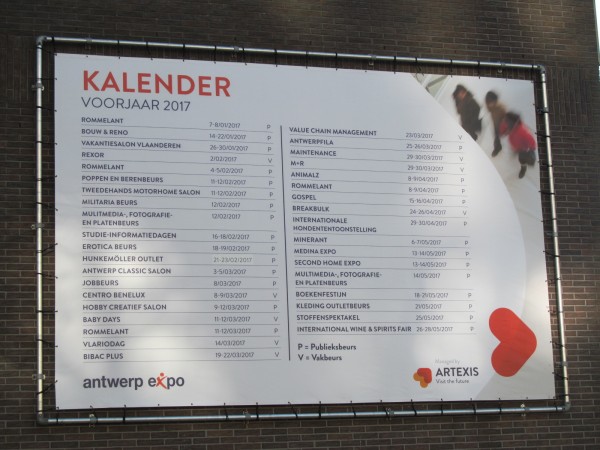 KALENDER
VOORJAAR 2017
ROMMELANT 7-8/01/2017 P
BOUW & RENO 14-22/01/2017 P
VAKANTIESALON VLAANDEREN 26-30/01/2017 P
REXOR 2/02/2017 V
ROMMELANT 4-5/02/2017 P
POPPEN EN BERENBEURS 11-12/02/2017 P
TWEEDEHANDS MOTORHOME SALON 11-12/02/2017 P
MILITARIA BEURS 12/02/2017 P
MULITMEDIA-, FOTOGRAFIE- 12/02/2017 P
EN PLATENBEURS
STUDIE-INFORMATIEDAGEN 16-18/02/2017 P
EROTICA BEURS 18-19/02/2017 P
HUNKEMÖLLER OUTLET 21-23/02/2017 P
ANTWERP CLASSIC SALON 3-5/03/2017 P
JOBBEURS 8/03/2017 P
CENTRO BENELUX 8-9/03/2017 V
HOBBY CREATIEF SALON 9-12/03/2017 P
BABY DAYS 11-12/03/2017 V
ROMMELANT 11-12/03/2017 P
VLARIODAG 14/03/2017 V
BIBAC PLUS 19-22/03/2017 V
VALUE CHAIN MANAGEMENT 23/03/2017 V
ANTWERPFILA 25-26/03/2017 P
MAINTENANCE 29-30/03/2017 V
M+R 29-30/03/2017 V
ANIMALZ 8-9/04/2017 P
ROMMELANT 8-9/04/2017 P
GOSPEL 15-16/04/2017 P
BREAKBULK 24-26/04/2017 V
INTERNATIONALE 29-30/04/2017 P
HONDENTENTOONSTELLING
MINERANT 6-7/05/2017 P
MEDINA EXPO 13-14/05/2017 P
SECOND HOME EXPO 13-14/05/2017 P
MULTIMEDIA-, FOTOGRAFIE- 14/05/2017 P
EN PLATENBEURS
BOEKENFESTIJN 18-21/05/2017 P
KLEDING OUTLETBEURS 21/05/2017 P
STOFFENSPEKTAKEL 25/05/2017 P
INTERNATIONAL WINE & SPIRITS FAIR 26-28/05/2017 P
P = Publieksbeurs
V = Vakbeurs
antwerp expo
Managed by
ARTEXIS
Visit the future